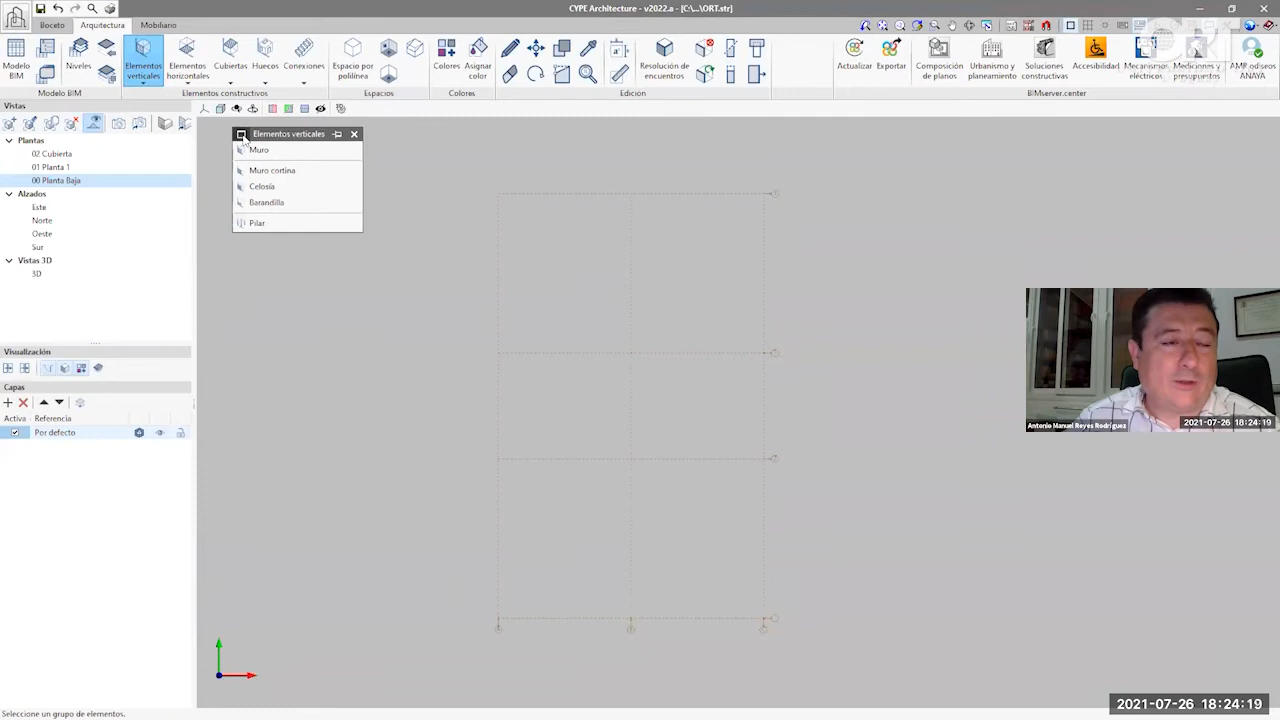 CYPE Architecture - v2022.a - [C:\...\ORT.str]
Boceto
Arquitectura
Mobiliario
Modelo BIM
Niveles
Elementos verticales
Elementos horizontales
Cubiertas
Huecos
Conexiones
Espacio por polilínea
Colores
Asignar color
Resolución de encuentros
Actualizar
Exportar
Composición de planos
Urbanismo y planeamiento
Soluciones constructivas
Accesibilidad
Mecanismos eléctricos
Mediciones y presupuestos
ANAYA
Modelo BIM
Elementos constructivos
Espacios
Colores
Edición
BIMserver.center
Vistas
Plantas
02 Cubierta
01 Planta 1
00 Planta Baja
Alzados
Este
Norte
Oeste
Sur
Vistas 3D
3D
Elementos verticales
Muro
Muro cortina
Celosía
Barandilla
Pilar
Visualización
Capas
Activa
Referencia
Por defecto
Antonio Manuel Reyes Rodríguez
2021-07-26 18:24:19
2021-07-26 18:24:19
Seleccione un grupo de elementos.